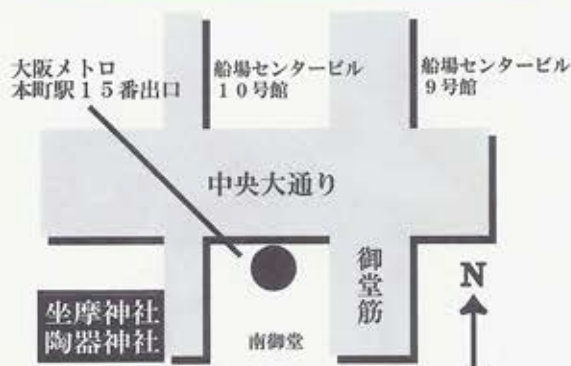 大阪メトロ
本町駅15番出口
船場センタービル
10号館
船場センタービル
9号館
中央大通り
御堂筋
N
坐摩神社
陶器神社
南御堂